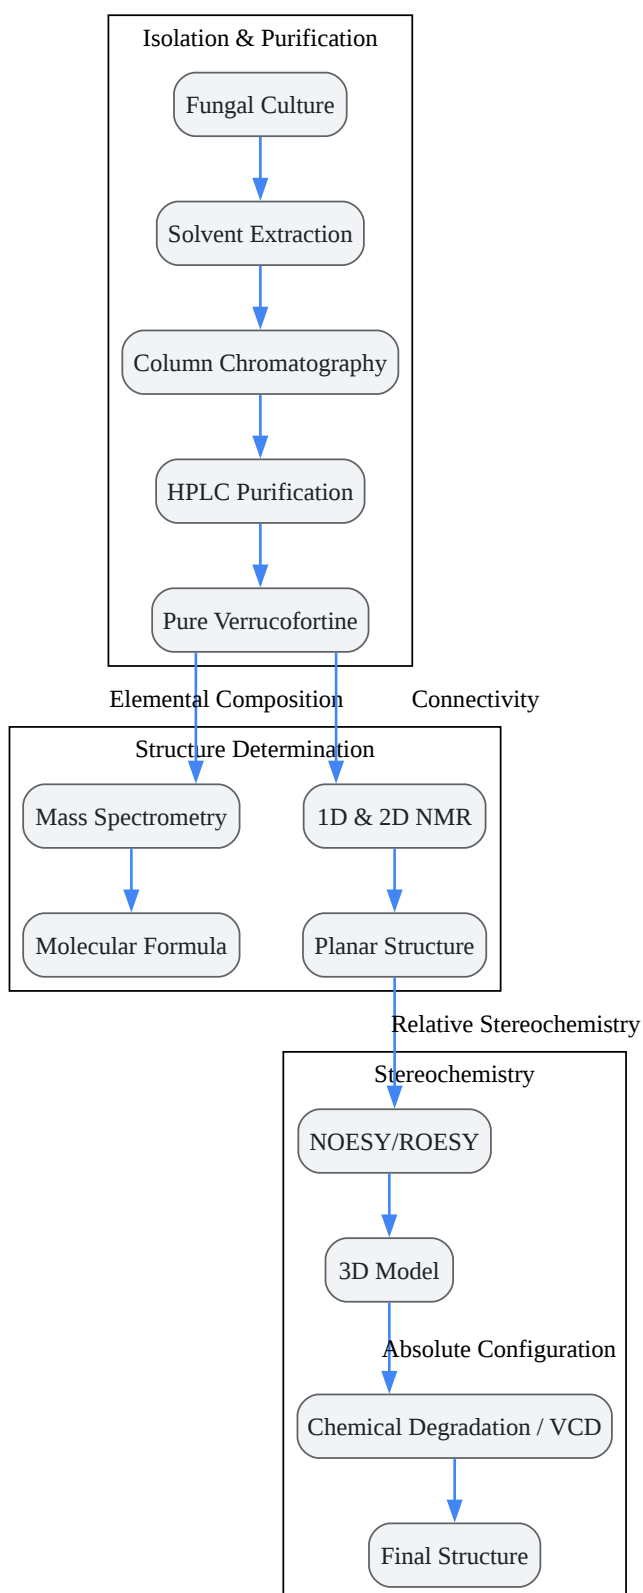 Isolation & Purification
Fungal Culture
Solvent Extraction
Column Chromatography
HPLC Purification
Pure Verrucofortine
Elemental Composition
Connectivity
Structure Determination
Mass Spectrometry
1D & 2D NMR
Molecular Formula
Planar Structure
Relative Stereochemistry
Stereochemistry
NOESY/ROESY
3D Model
Absolute Configuration
Chemical Degradation / VCD
Final Structure